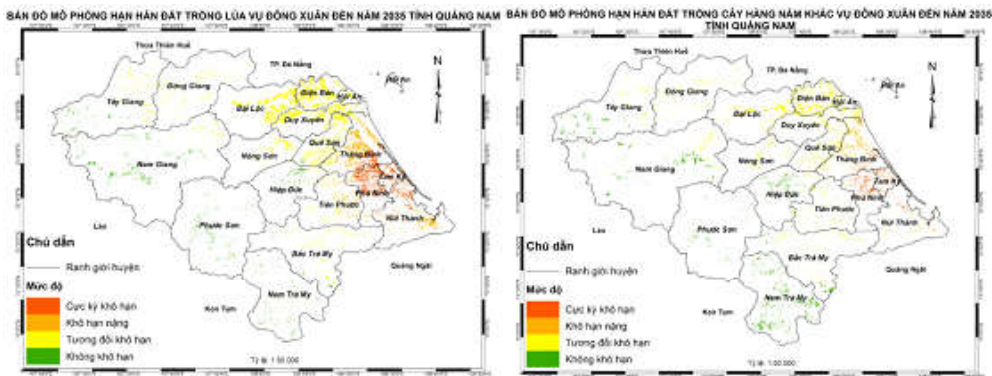 BẢN ĐỒ MÔ PHỎNG HẠN HÁN ĐẤT TRỒNG LÚA VỤ ĐÔNG XUÂN ĐẾN NĂM 2035 TỈNH QUẢNG NAM
Thừa Thiên Huế
TP. Đà Nẵng
N
Hội An
Tây Giang
Đông Giang
Điện Bàn
Hội An
Đại Lộc
Duy Xuyên
Quế Sơn
Nam Giang
Nông Sơn
Thăng Bình
Tam Kỳ
Hiệp Đức
Phú Ninh
Tiên Phước
Núi Thành
Phước Sơn
Lào
Bắc Trà My
Quảng Ngãi
Nam Trà My
Kon Tum
Chú dẫn
Ranh giới huyện
Mức độ
Cực kỳ khô hạn
Khô hạn nặng
Tương đối khô hạn
Không khô hạn
BẢN ĐỒ MÔ PHỎNG HẠN HÁN ĐẤT TRỒNG CÂY HÀNG NĂM KHÁC VỤ ĐÔNG XUÂN ĐẾN NĂM 2035
TỈNH QUẢNG NAM
Thừa Thiên Huế
TP. Đà Nẵng
N
Hội An
Tây Giang
Đông Giang
Điện Bàn
Hội An
Đại Lộc
Duy Xuyên
Quế Sơn
Nam Giang
Nông Sơn
Thăng Bình
Tam Kỳ
Hiệp Đức
Phú Ninh
Tiên Phước
Núi Thành
Phước Sơn
Lào
Bắc Trà My
Quảng Ngãi
Nam Trà My
Kon Tum
Chú dẫn
Ranh giới huyện
Mức độ
Cực kỳ khô hạn
Khô hạn nặng
Tương đối khô hạn
Không khô hạn